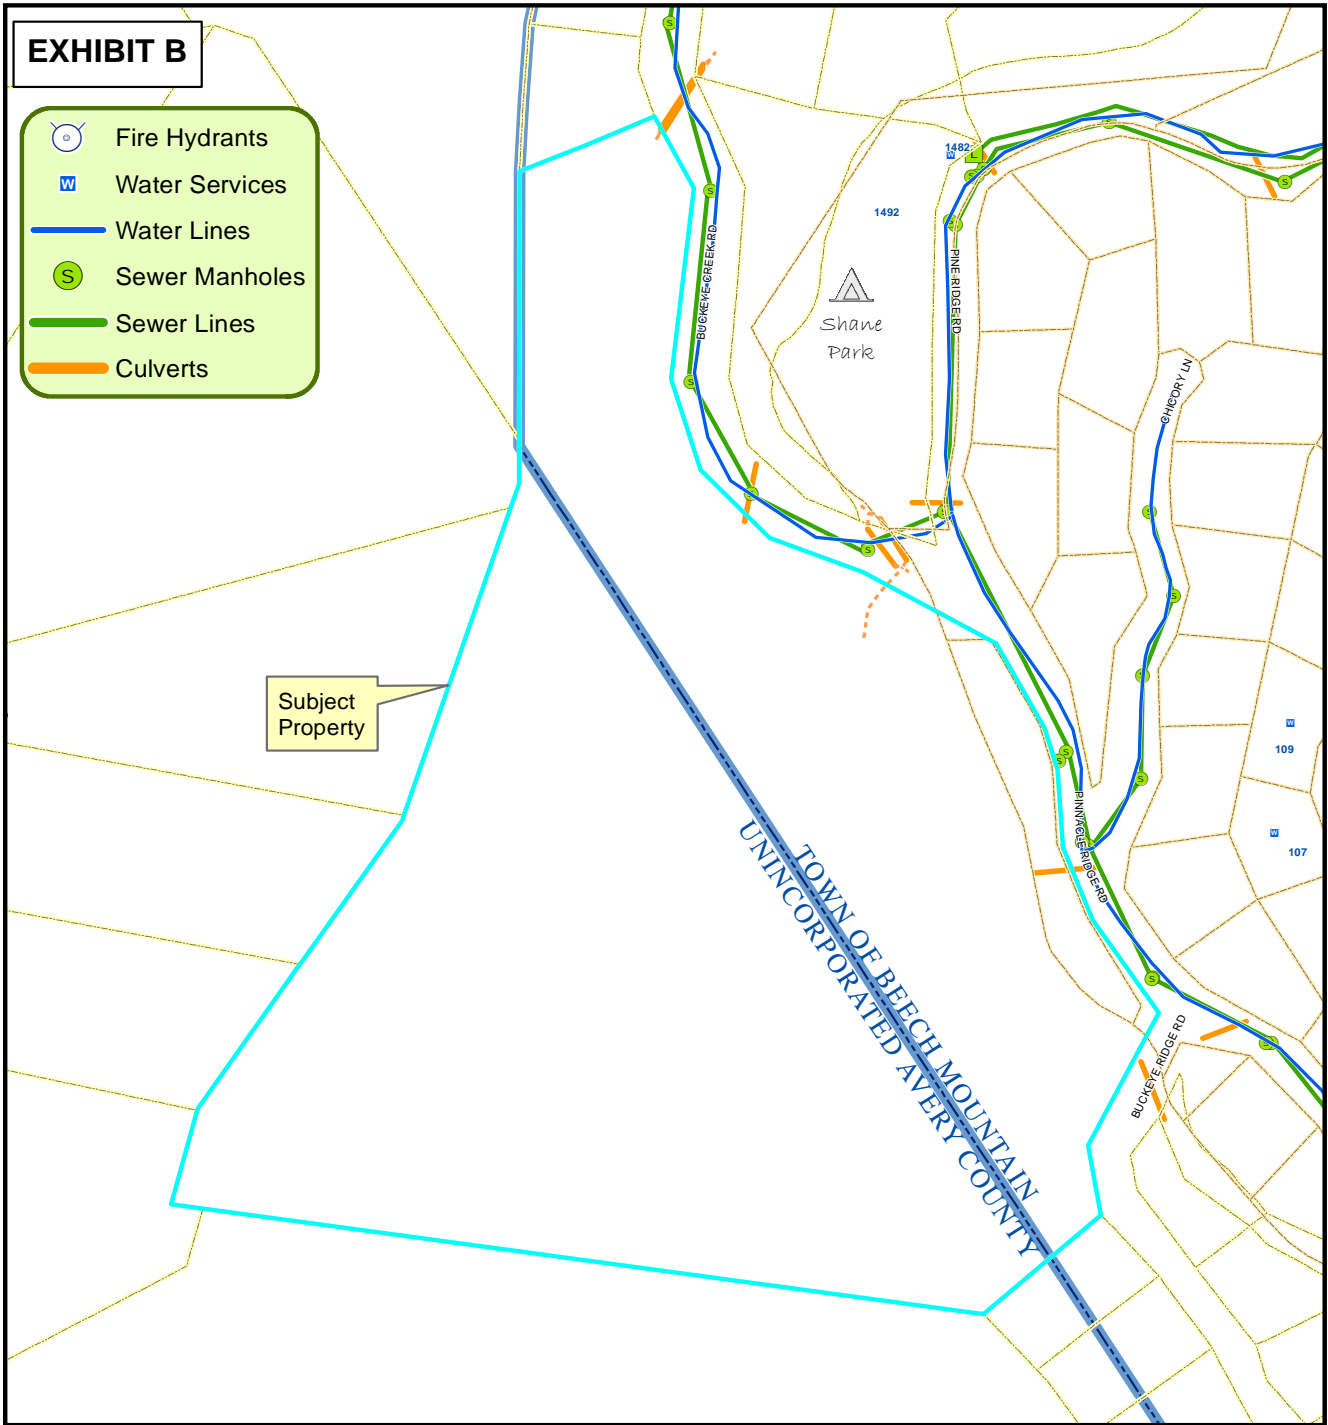 EXHIBIT B
Fire Hydrants
W
Water Services
Water Lines
S
Sewer Manholes
Sewer Lines
Culverts
1482
1492
Shane
Park
BUCKEYE CREEK RD
PINE RIDGE RD
CHICORY LN
Subject
Property
109
107
PINNACLE RIDGE RD
TOWN OF BEECH MOUNTAIN
UNINCORPORATED AVERY COUNTY
BUCKEYE RIDGE RD